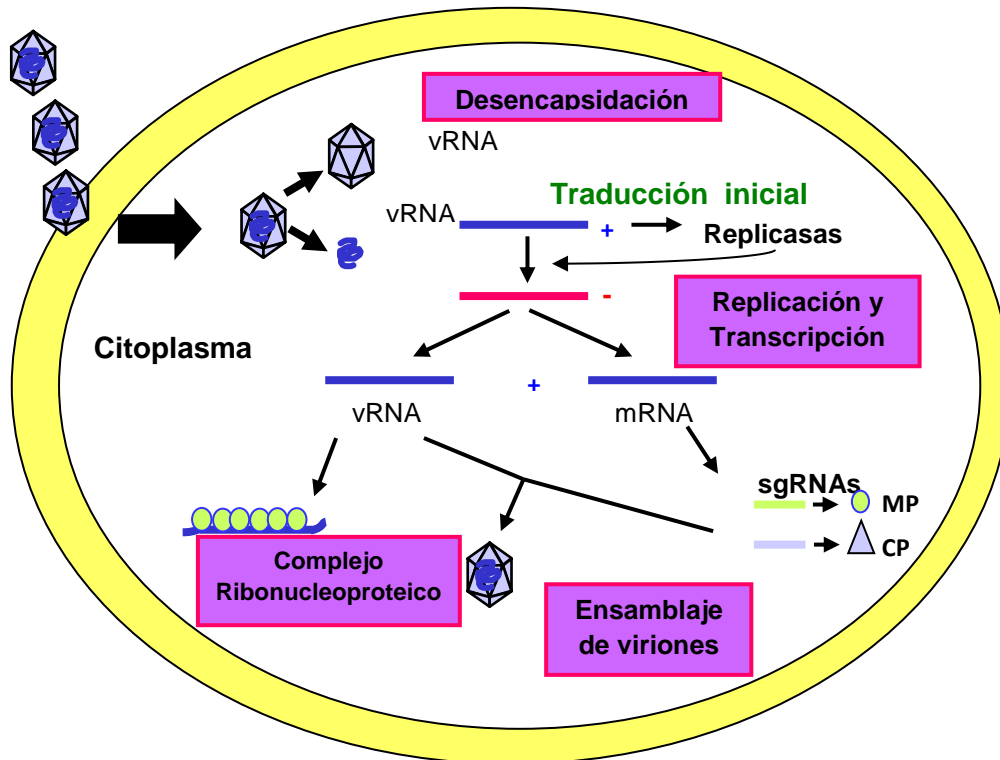 Desencapsidación
vRNA
Traducción inicial
vRNA
+
Replicasas
-
Replicación y
Transcripción
Citoplasma
+
vRNA
mRNA
sgRNAs
MP
CP
Complejo
Ribonucleoproteico
Ensamblaje
de viriones